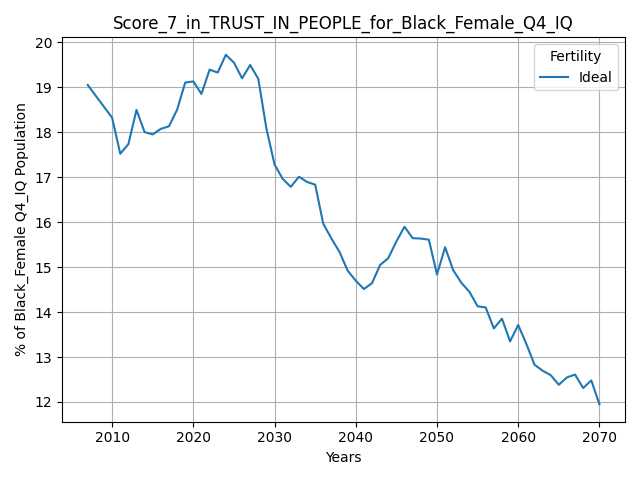 Score_7_in_TRUST_IN_PEOPLE_for_Black_Female_Q4_IQ
Fertility
Ideal
% of Black_Female Q4_IQ Population
20
19
18
17
16
15
14
13
12
2010 2020 2030 2040 2050 2060 2070
Years